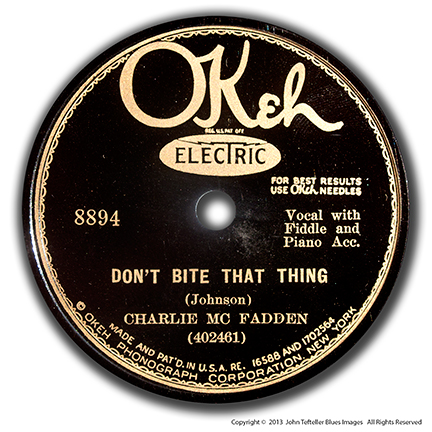 OKeh
REG. U.S. PAT. OFF.
ELECTRIC
FOR BEST RESULTS
USE OKeh NEEDLES
8894
Vocal with
Fiddle and
Piano Acc.
DON'T BITE THAT THING
(Johnson)
CHARLIE MC FADDEN
(402461)
MADE AND PAT'D. IN U.S.A. RE. 16588 AND 1702564
© OKEH PHONOGRAPH CORPORATION, NEW YORK
Copyright © 2013 John Tefteller Blues Images All Rights Reserved